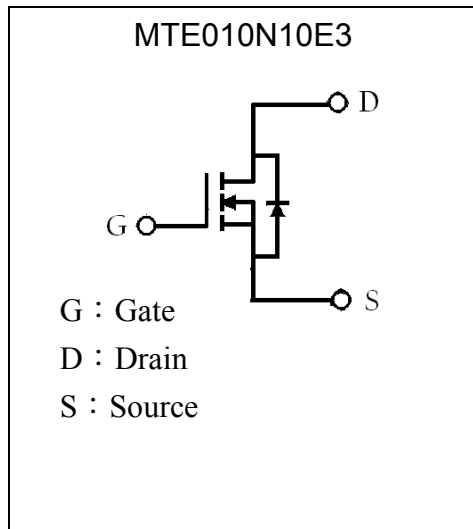 MTE010N10E3
D
G
S
G：Gate
D：Drain
S：Source